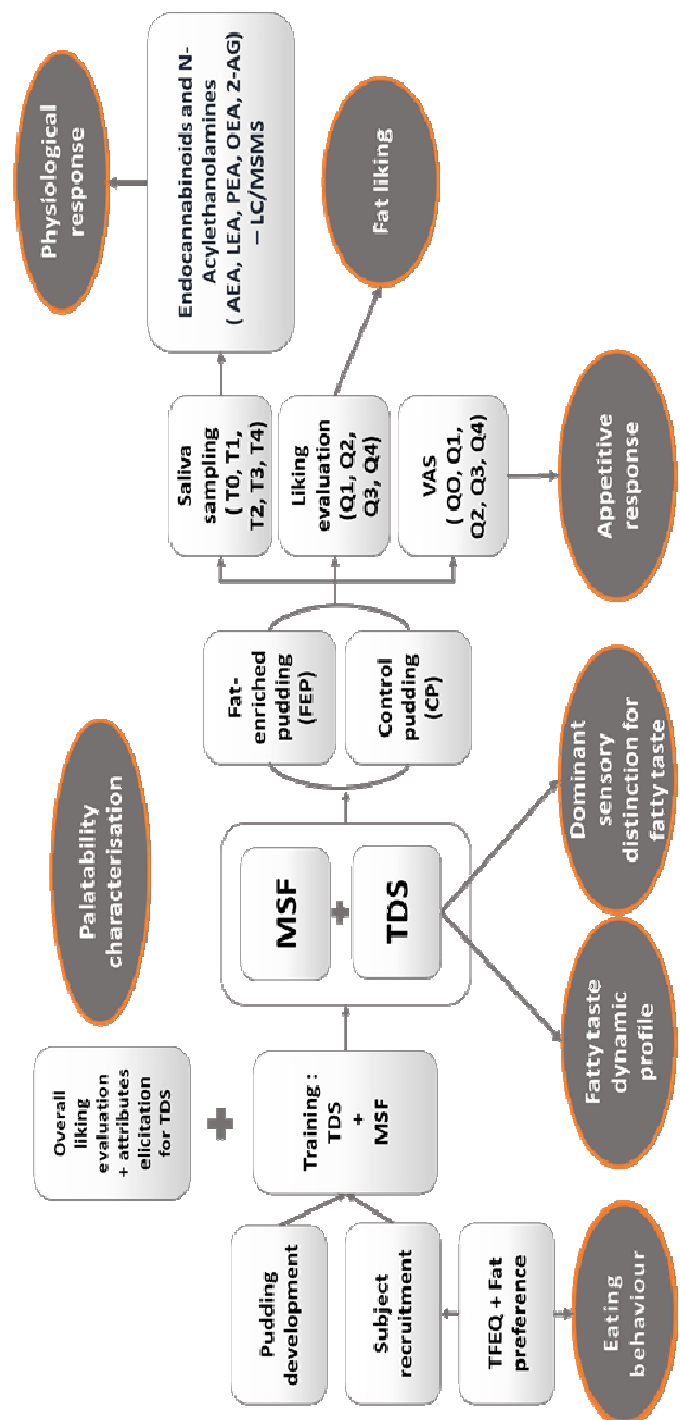 Pudding
development
Subject
recruitment
TFEQ + Fat
preference
Eating
behaviour
Overall
liking
evaluation
+ attributes
elicitation
for TDS
Training :
TDS
+
MSF
Palatability
characterisation
MSF
+
TDS
Fatty taste
dynamic
profile
Dominant
sensory
distinction for
fatty taste
Fat-
enriched
pudding
(FEP)
Control
pudding
(CP)
Saliva
sampling
( T0, T1,
T2, T3, T4)
Liking
evaluation
(Q1, Q2,
Q3, Q4)
VAS
( QO, Q1,
Q2, Q3, Q4)
Physiological
response
Endocannabinoids and N-
Acylethanolamines
( AEA, LEA, PEA, OEA, 2-AG)
– LC/MSMS
Fat liking
Appetitive
response